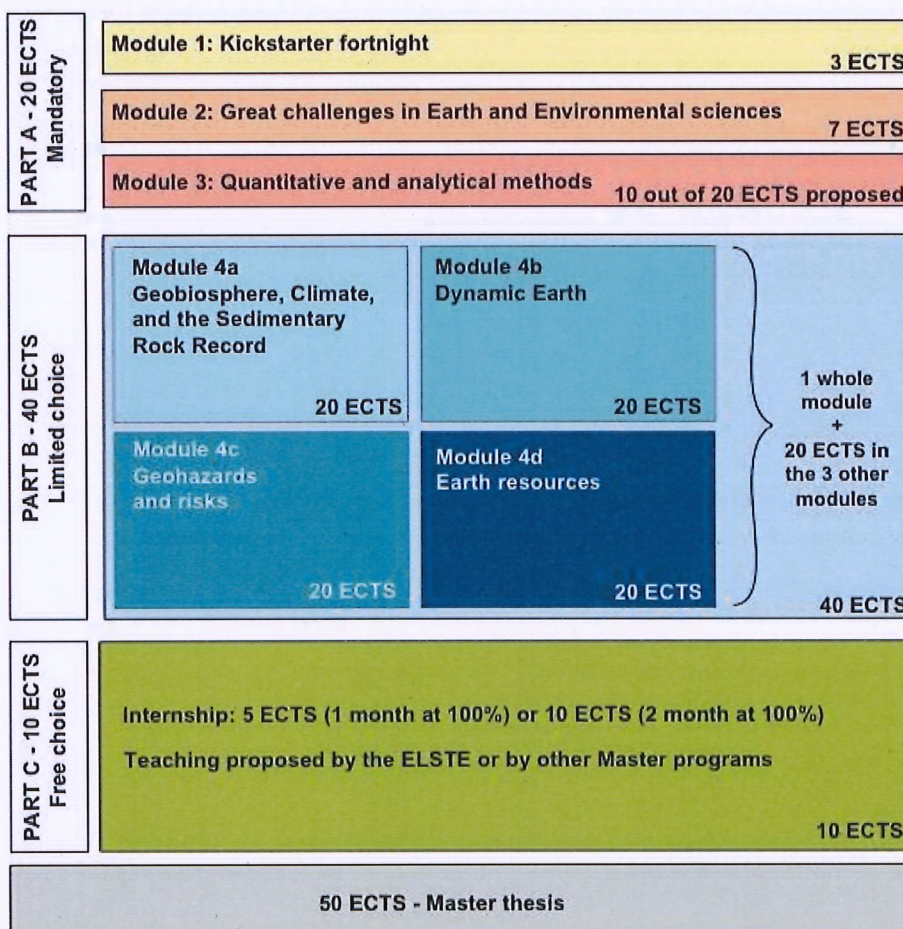 PART A - 20 ECTS
Mandatory
Module 1: Kickstarter fortnight
3 ECTS
Module 2: Great challenges in Earth and Environmental sciences
7 ECTS
Module 3: Quantitative and analytical methods
10 out of 20 ECTS proposed
PART B - 40 ECTS
Limited choice
Module 4a
Geobiosphere, Climate,
and the Sedimentary
Rock Record
20 ECTS
Module 4b
Dynamic Earth
20 ECTS
Module 4c
Geohazards
and risks
20 ECTS
Module 4d
Earth resources
20 ECTS
1 whole
module
+
20 ECTS in
the 3 other
modules
40 ECTS
PART C - 10 ECTS
Free choice
Internship: 5 ECTS (1 month at 100%) or 10 ECTS (2 month at 100%)
Teaching proposed by the ELSTE or by other Master programs
10 ECTS
50 ECTS - Master thesis